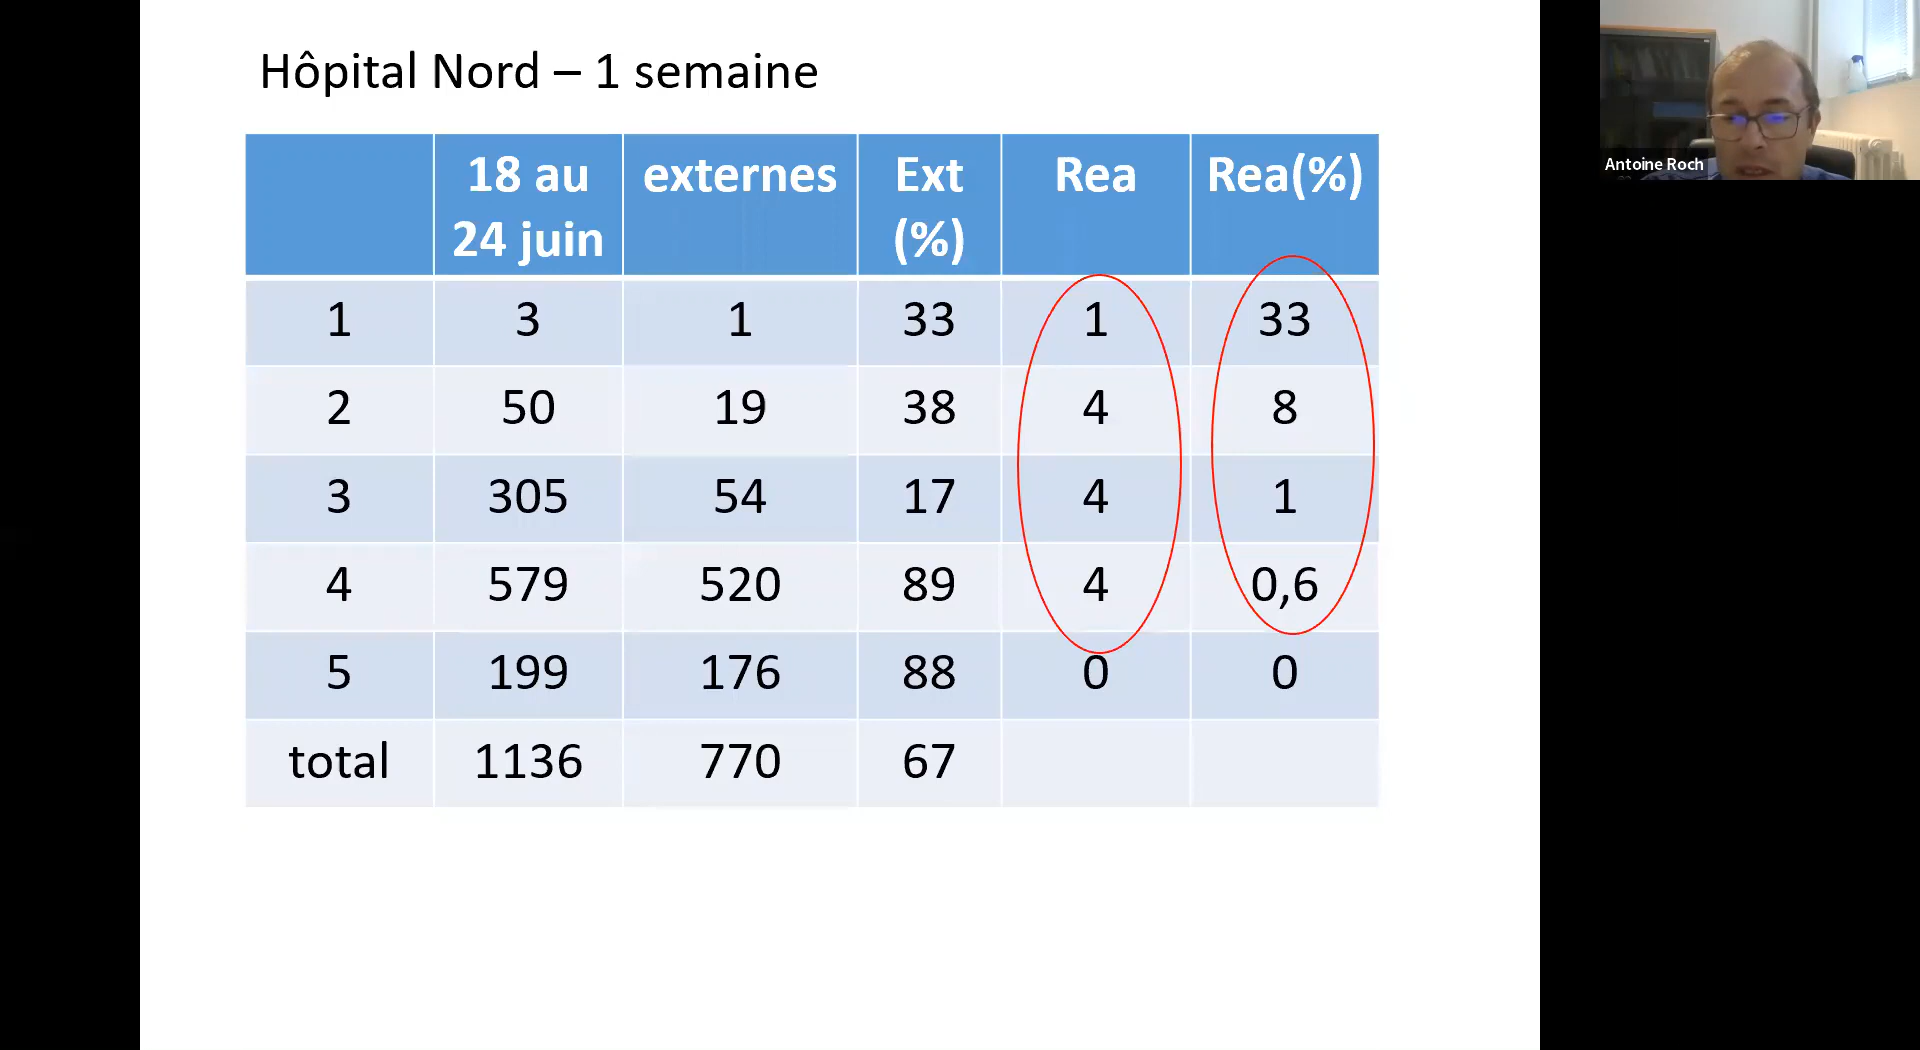 Hôpital Nord – 1 semaine
18 au 24 juin externes Ext (%) Rea Rea(%)
1 3 1 33 1 33
2 50 19 38 4 8
3 305 54 17 4 1
4 579 520 89 4 0,6
5 199 176 88 0 0
total 1136 770 67
Antoine Roch